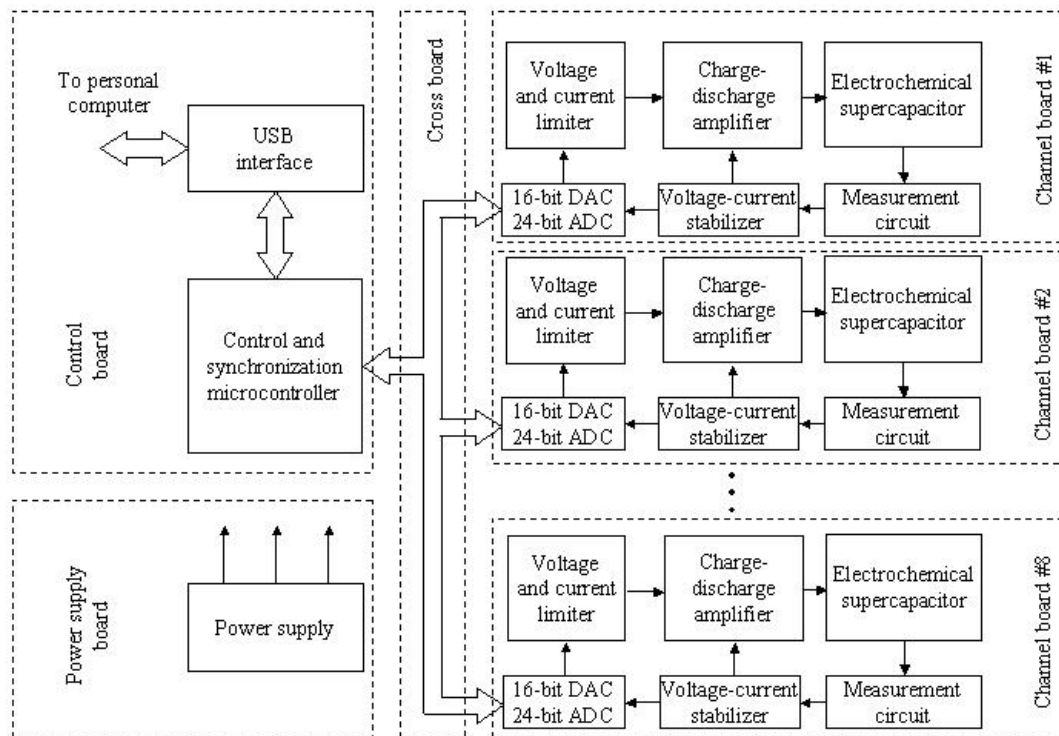 To personal
computer
USB
interface
Control and
synchronization
microcontroller
Control
board
Power supply
Power supply
board
Cross board
Voltage
and current
limiter
Charge-
discharge
amplifier
Electrochemical
supercapacitor
16-bit DAC
24-bit ADC
Voltage-current
stabilizer
Measurement
circuit
Channel board #1
Voltage
and current
limiter
Charge-
discharge
amplifier
Electrochemical
supercapacitor
16-bit DAC
24-bit ADC
Voltage-current
stabilizer
Measurement
circuit
Channel board #2
Voltage
and current
limiter
Charge-
discharge
amplifier
Electrochemical
supercapacitor
16-bit DAC
24-bit ADC
Voltage-current
stabilizer
Measurement
circuit
Channel board #8